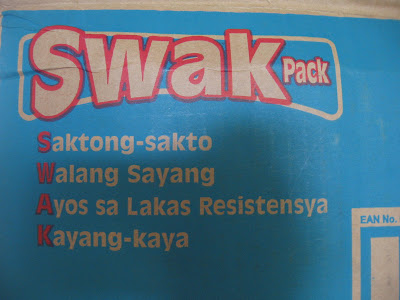 Swak Pack
Saktong-sakto
Walang Sayang
Ayos sa Lakas Resistensya
Kayang-kaya
EAN No.